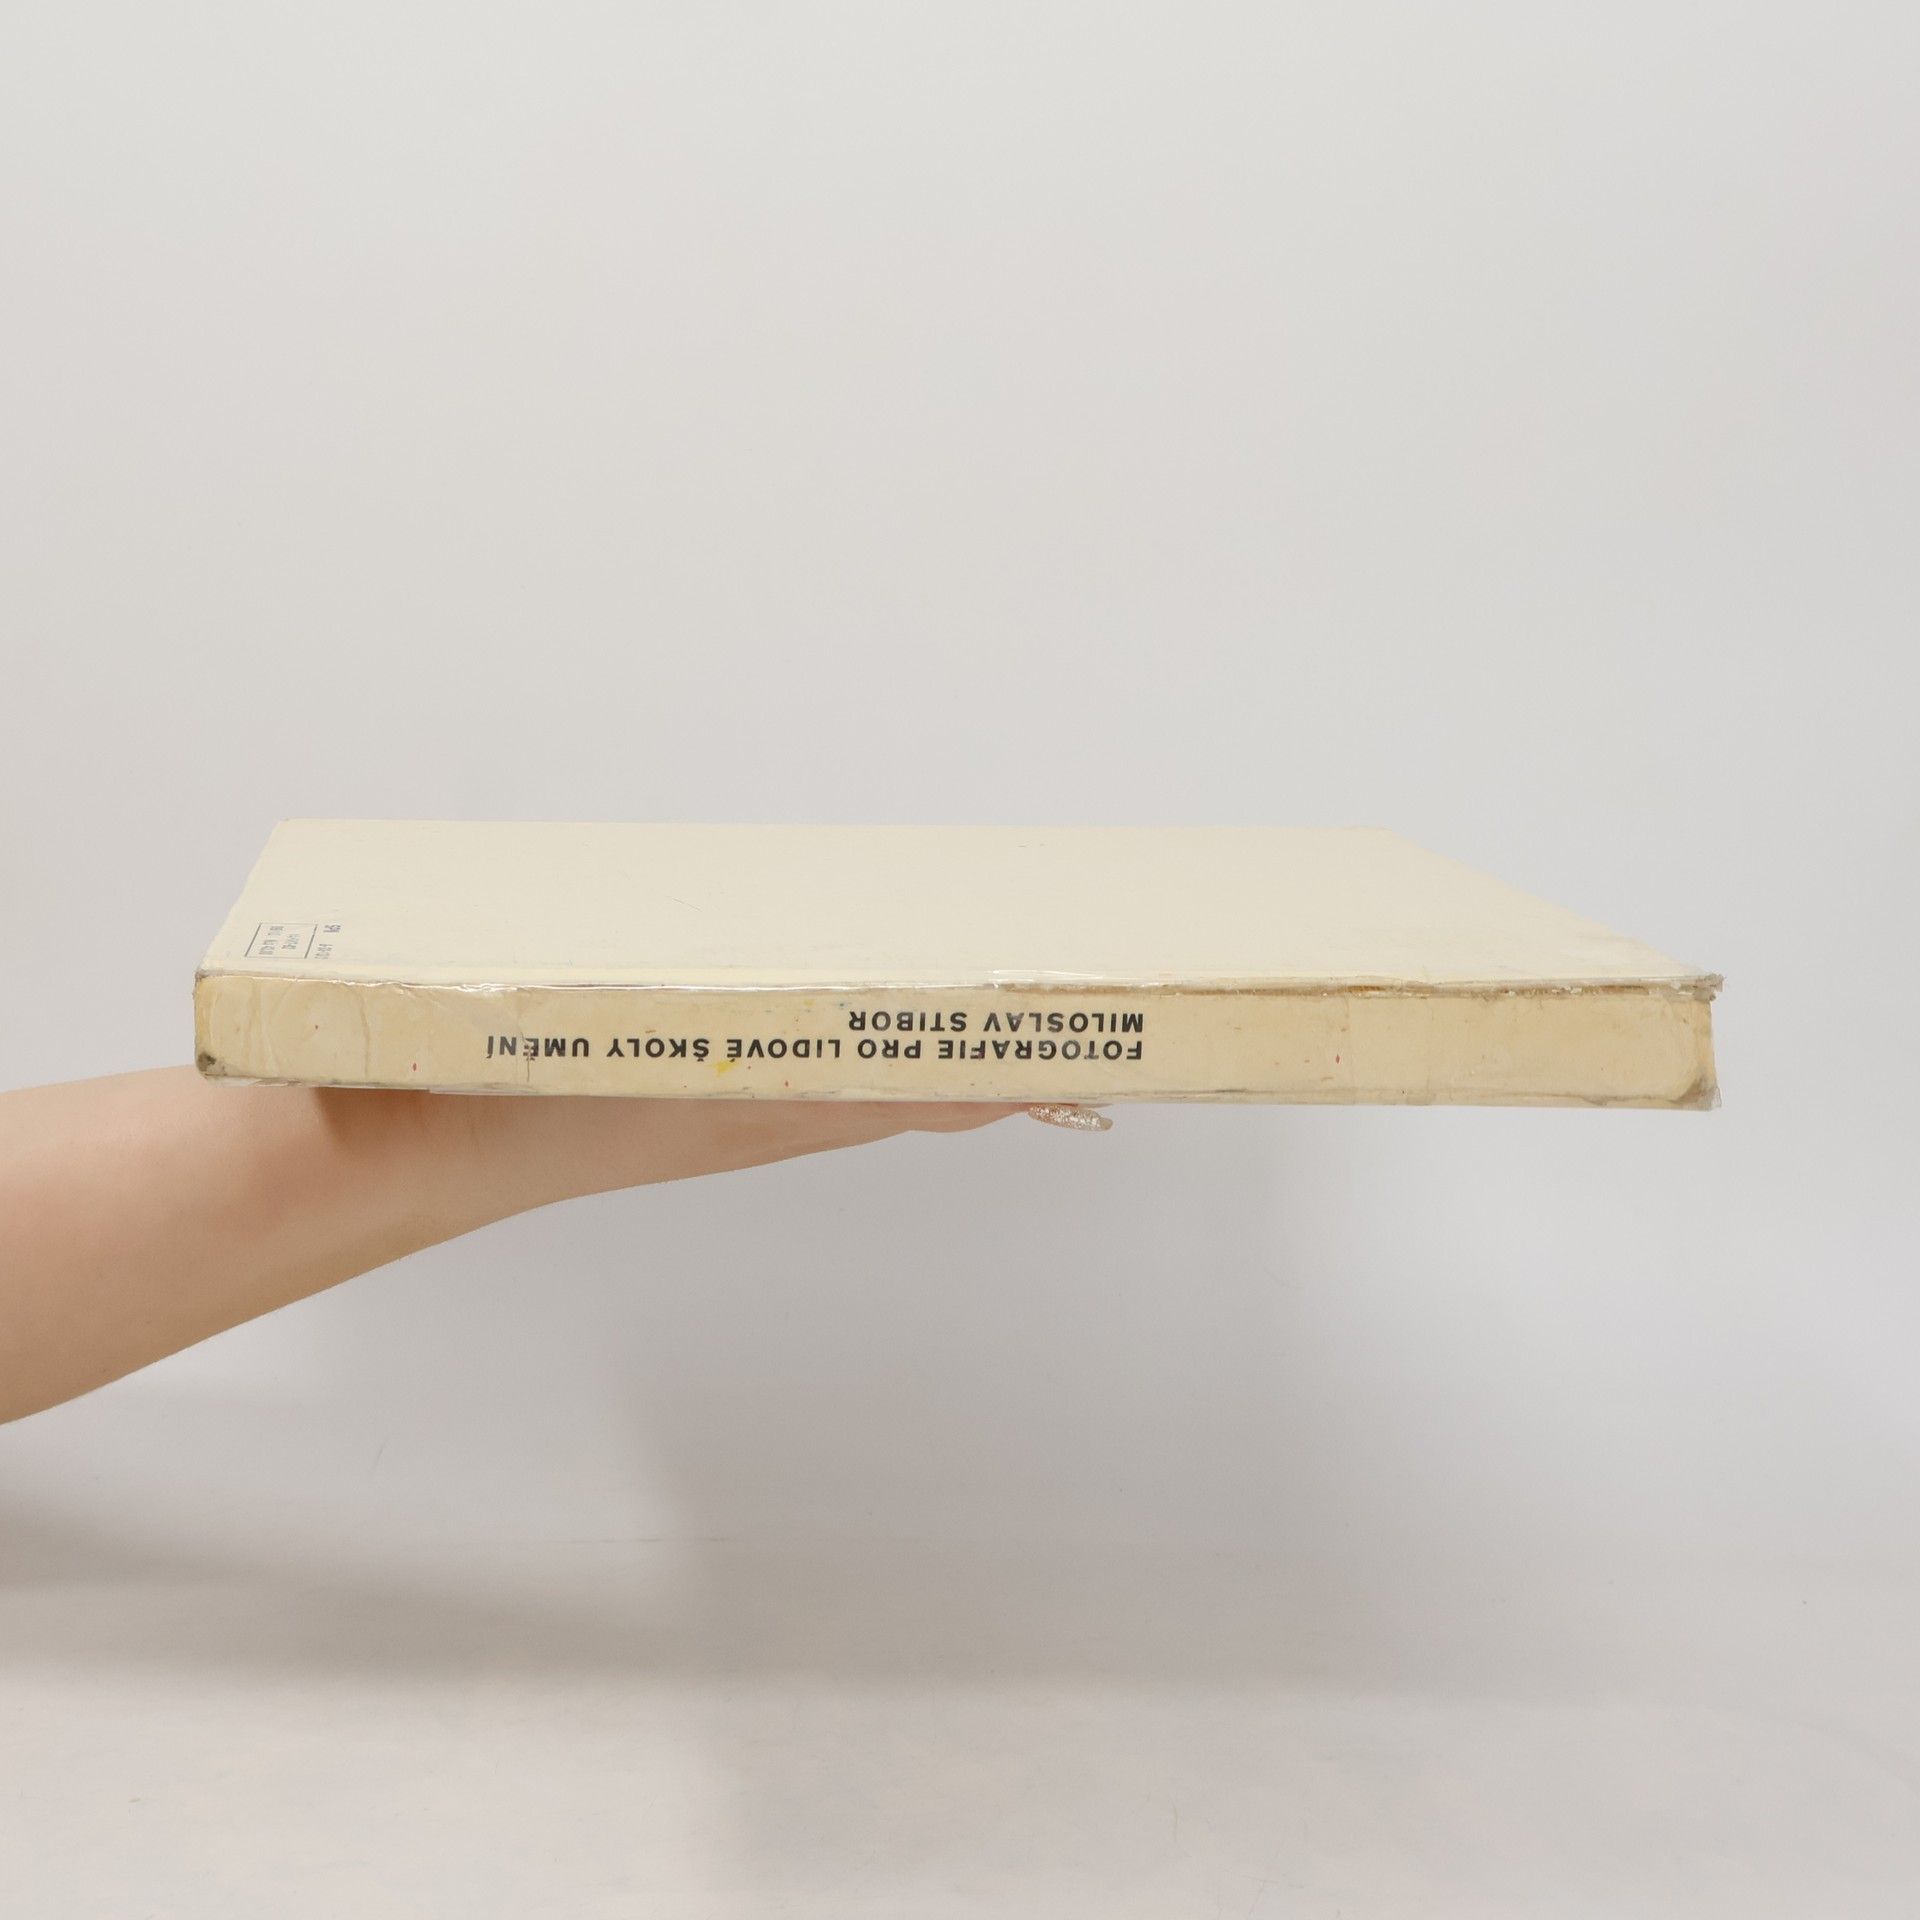 MILOSLAV STIBOR
FOTOGRAFIE PRO LIDOVÉ ŠKOLY UMĚNÍ